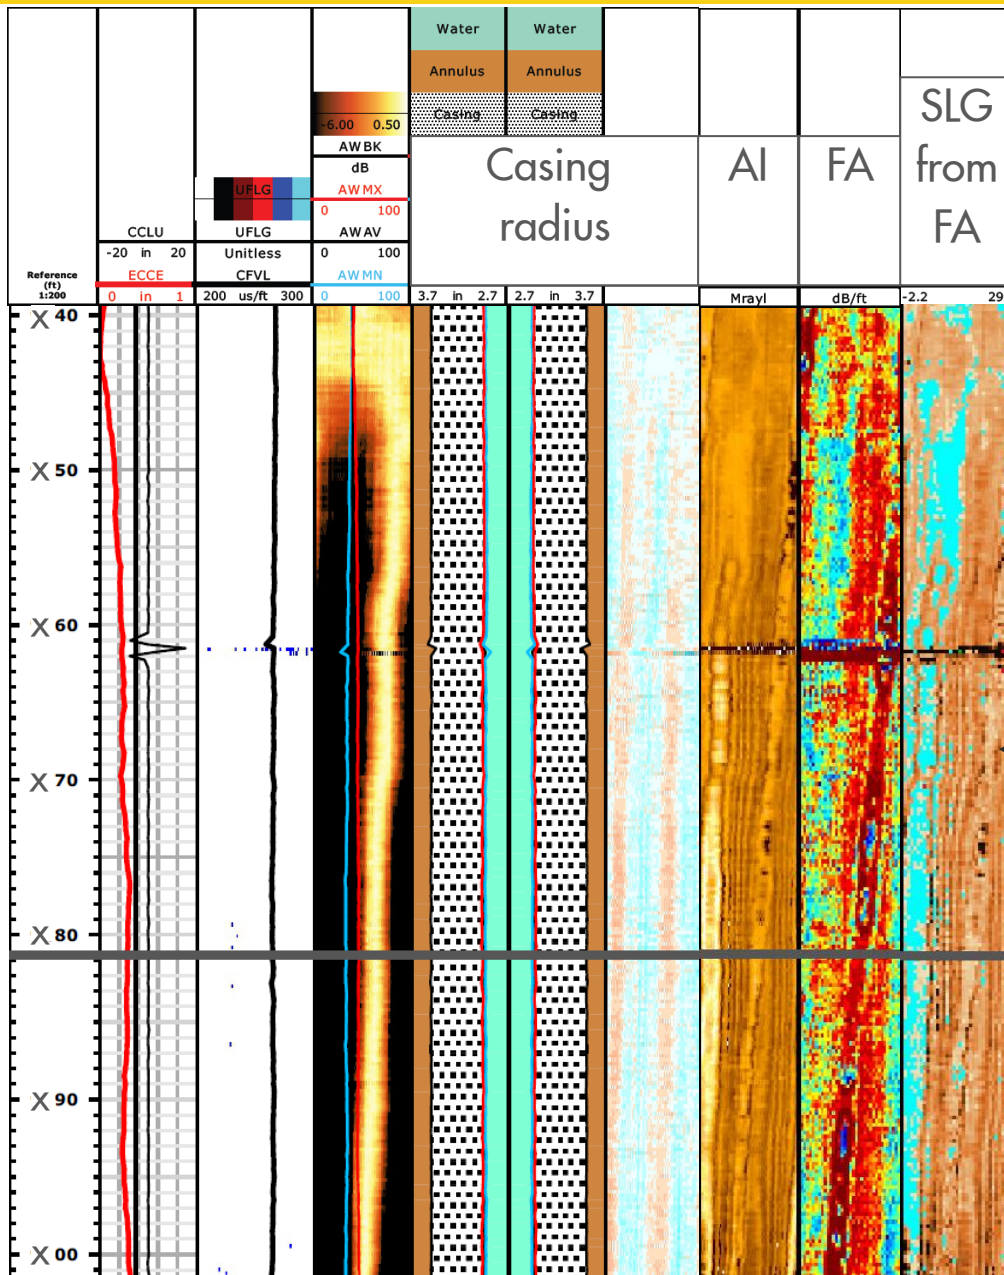 Water
Water
Annulus
Annulus
Casing
Casing
-6.00 0.50
AWBK
dB
UFLG
AWMX
0 100
CCLU
UFLG
AWAV
-20 in 20
Unitless
0 100
Reference
(ft)
1:200
ECCE
CFVL
AWMN
0 in 1
200 us/ft 300
0 100
Casing
radius
3.7 in 2.7
2.7 in 3.7
AI
Mrayl
FA
dB/ft
SLG
from
FA
-2.2 29
X 40
X 50
X 60
X 70
X 80
X 90
X 00